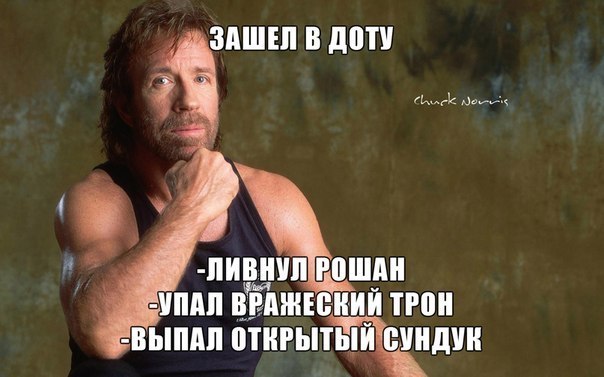 ЗАШЕЛ В ДОТУ
Chuck Norris
-ЛИВНУЛ РОШАН
-УПАЛ ВРАЖЕСКИЙ ТРОН
-ВЫПАЛ ОТКРЫТЫЙ СУНДУК